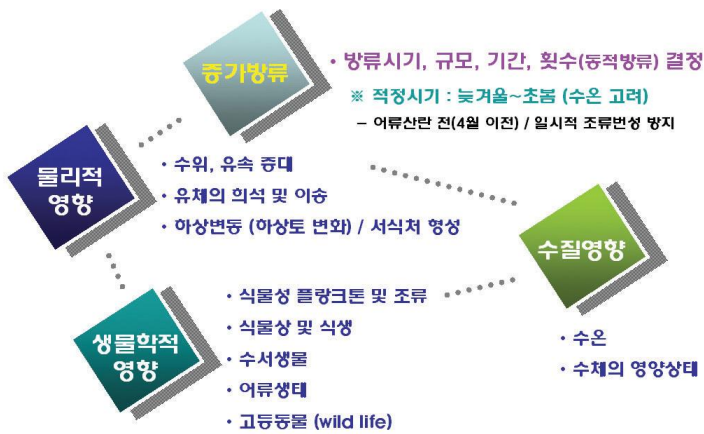 증가방류
• 방류시기, 규모, 기간, 횟수(동적방류) 결정
※ 적정시기 : 늦겨울~초봄 (수온 고려)
– 어류산란 전(4월 이전) / 일시적 조류번성 방지
물리적
영향
• 수위, 유속 증대
• 유체의 희석 및 이송
• 하상변동 (하상토 변화) / 서식처 형성
수질영향
• 수온
• 수체의 영양상태
생물학적
영향
• 식물성 플랑크톤 및 조류
• 식물상 및 식생
• 수서생물
• 어류생태
• 고등동물 (wild life)